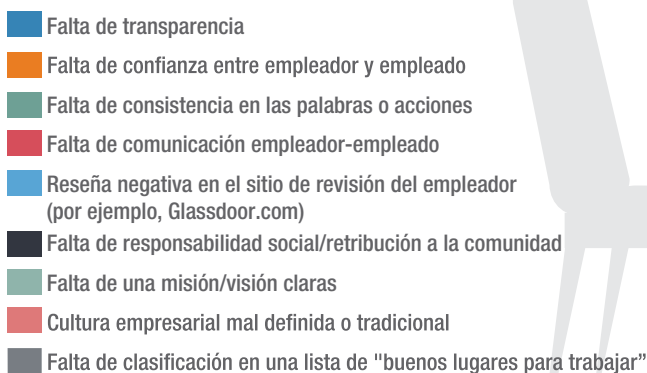 Falta de transparencia
Falta de confianza entre empleador y empleado
Falta de consistencia en las palabras o acciones
Falta de comunicación empleador-empleado
Reseña negativa en el sitio de revisión del empleador
(por ejemplo, Glassdoor.com)
Falta de responsabilidad social/retribución a la comunidad
Falta de una misión/visión claras
Cultura empresarial mal definida o tradicional
Falta de clasificación en una lista de "buenos lugares para trabajar”